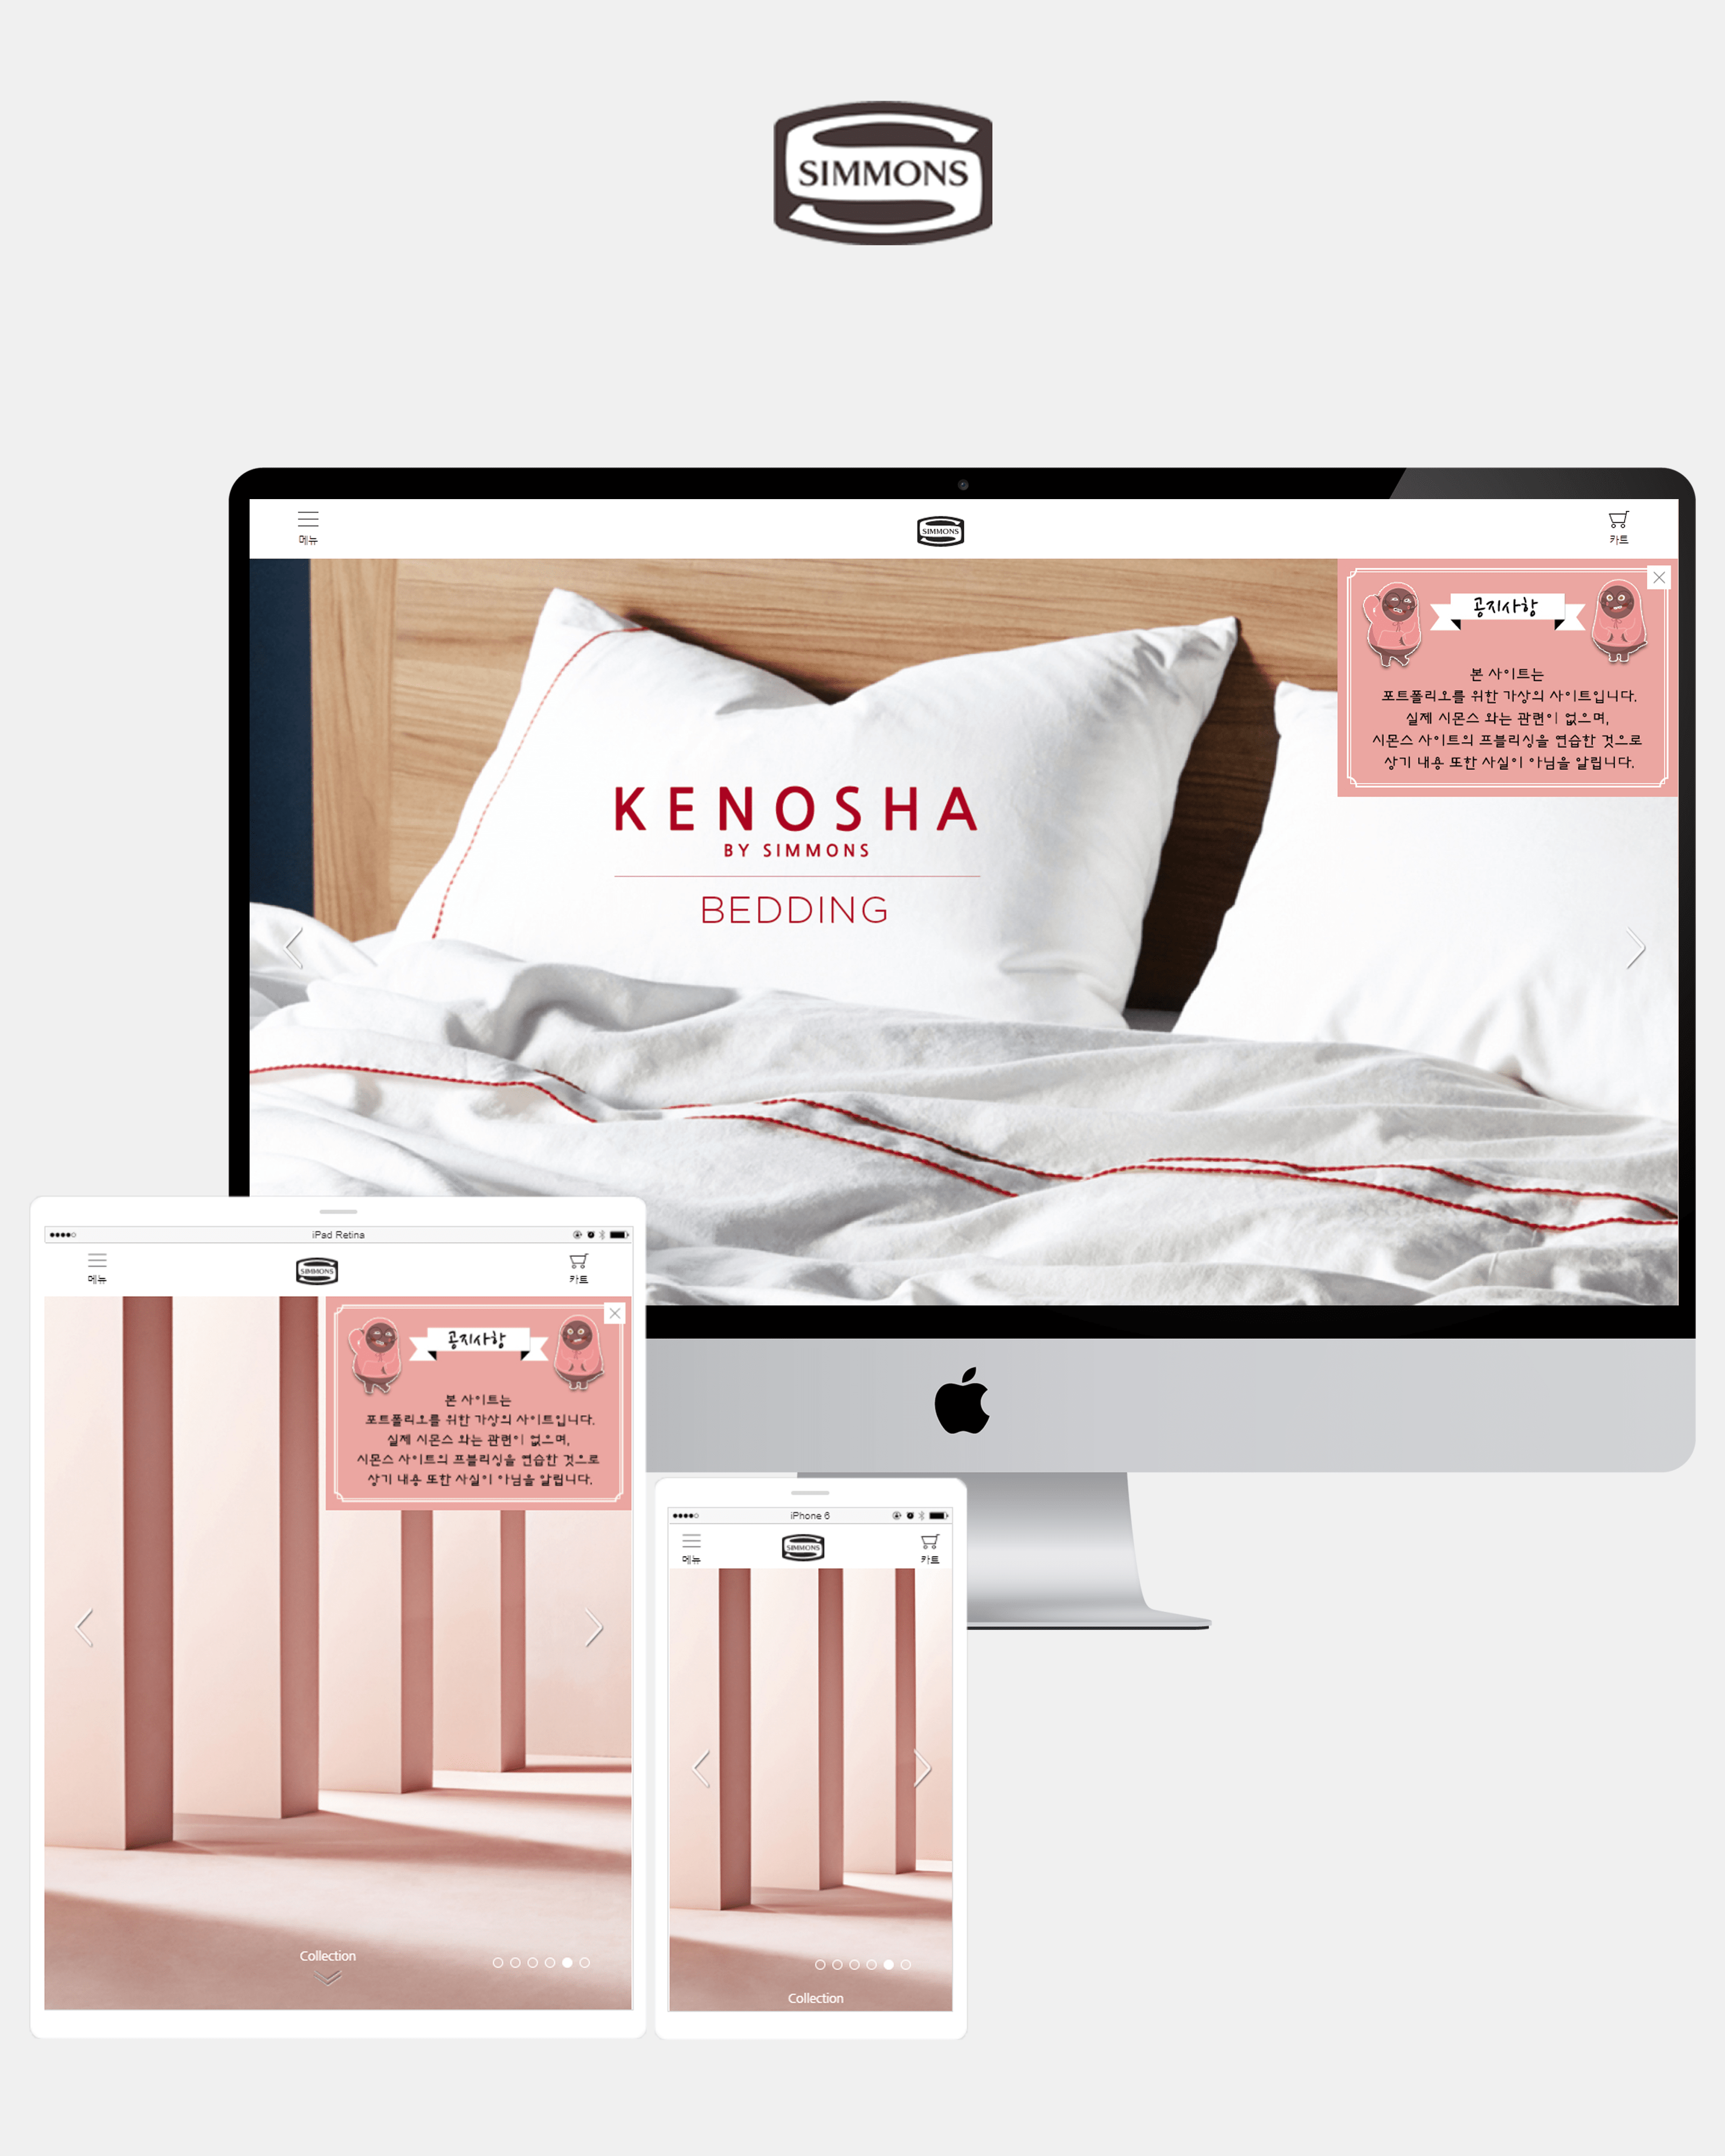 SIMMONS
메뉴
SIMMONS
카트
공지사항
본 사이트는
포트폴리오를 위한 가상의 사이트입니다.
실제 시몬스 와는 관련이 없으며,
시몬스 사이트의 프블리싱을 연습한 것으로
상기 내용 또한 사실이 아님을 알립니다.
KENOSHA
BY SIMMONS
BEDDING
iPad Retina
메뉴
SIMMONS
카트
공지사항
본 사이트는
포트폴리오를 위한 가상의 사이트입니다.
실제 시몬스 와는 관련이 없으며,
시몬스 사이트의 프블리싱을 연습한 것으로
상기 내용 또한 사실이 아님을 알립니다.
Collection
iPhone 6
메뉴
SIMMONS
카트
Collection